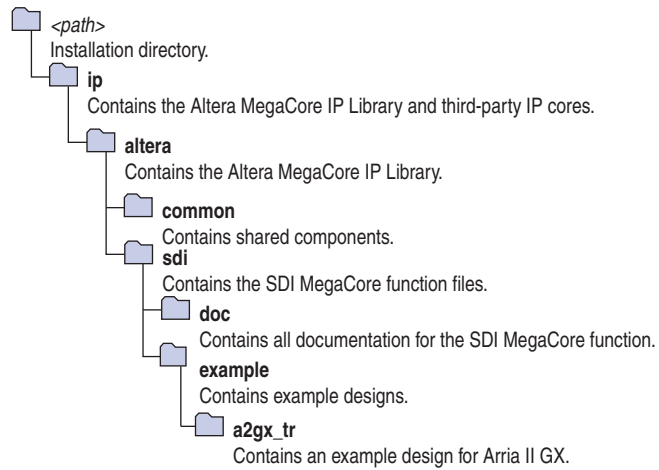 <path>
Installation directory.
ip
Contains the Altera MegaCore IP Library and third-party IP cores.
altera
Contains the Altera MegaCore IP Library.
common
Contains shared components.
sdi
Contains the SDI MegaCore function files.
doc
Contains all documentation for the SDI MegaCore function.
example
Contains example designs.
a2gx_tr
Contains an example design for Arria II GX.